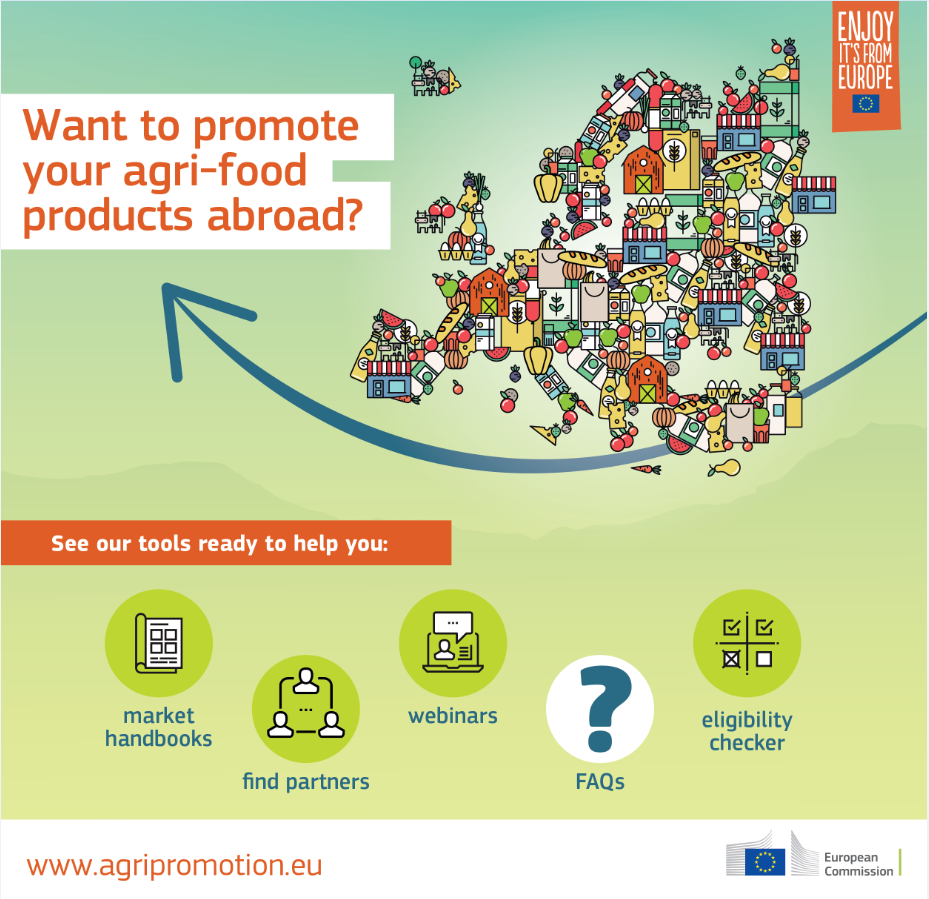 ENJOY
IT'S FROM
EUROPE
Want to promote
your agri-food
products abroad?
See our tools ready to help you:
market
handbooks
find partners
webinars
FAQs
eligibility
checker
www.agripromotion.eu
European
Commission